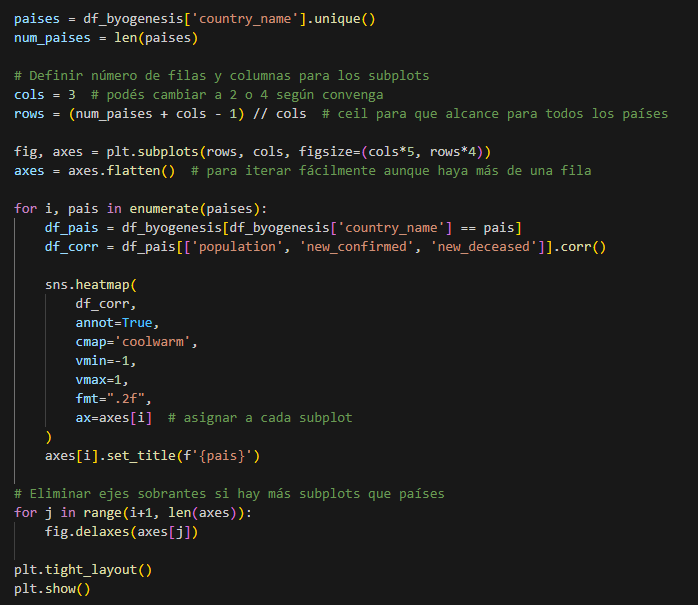 paises = df_byogenesis['country_name'].unique()
num_paises = len(paises)
# Definir número de filas y columnas para los subplots
cols = 3  # podés cambiar a 2 o 4 según convenga
rows = (num_paises + cols - 1) // cols  # ceil para que alcance para todos los países
fig, axes = plt.subplots(rows, cols, figsize=(cols*5, rows*4))
axes = axes.flatten()  # para iterar fácilmente aunque haya más de una fila
for i, pais in enumerate(paises):
    df_pais = df_byogenesis[df_byogenesis['country_name'] == pais]
    df_corr = df_pais[['population', 'new_confirmed', 'new_deceased']].corr()
    sns.heatmap(
        df_corr,
        annot=True,
        cmap='coolwarm',
        vmin=-1,
        vmax=1,
        fmt=".2f",
        ax=axes[i]  # asignar a cada subplot
    )
    axes[i].set_title(f'{pais}')
# Eliminar ejes sobrantes si hay más subplots que países
for j in range(i+1, len(axes)):
    fig.delaxes(axes[j])
plt.tight_layout()
plt.show()